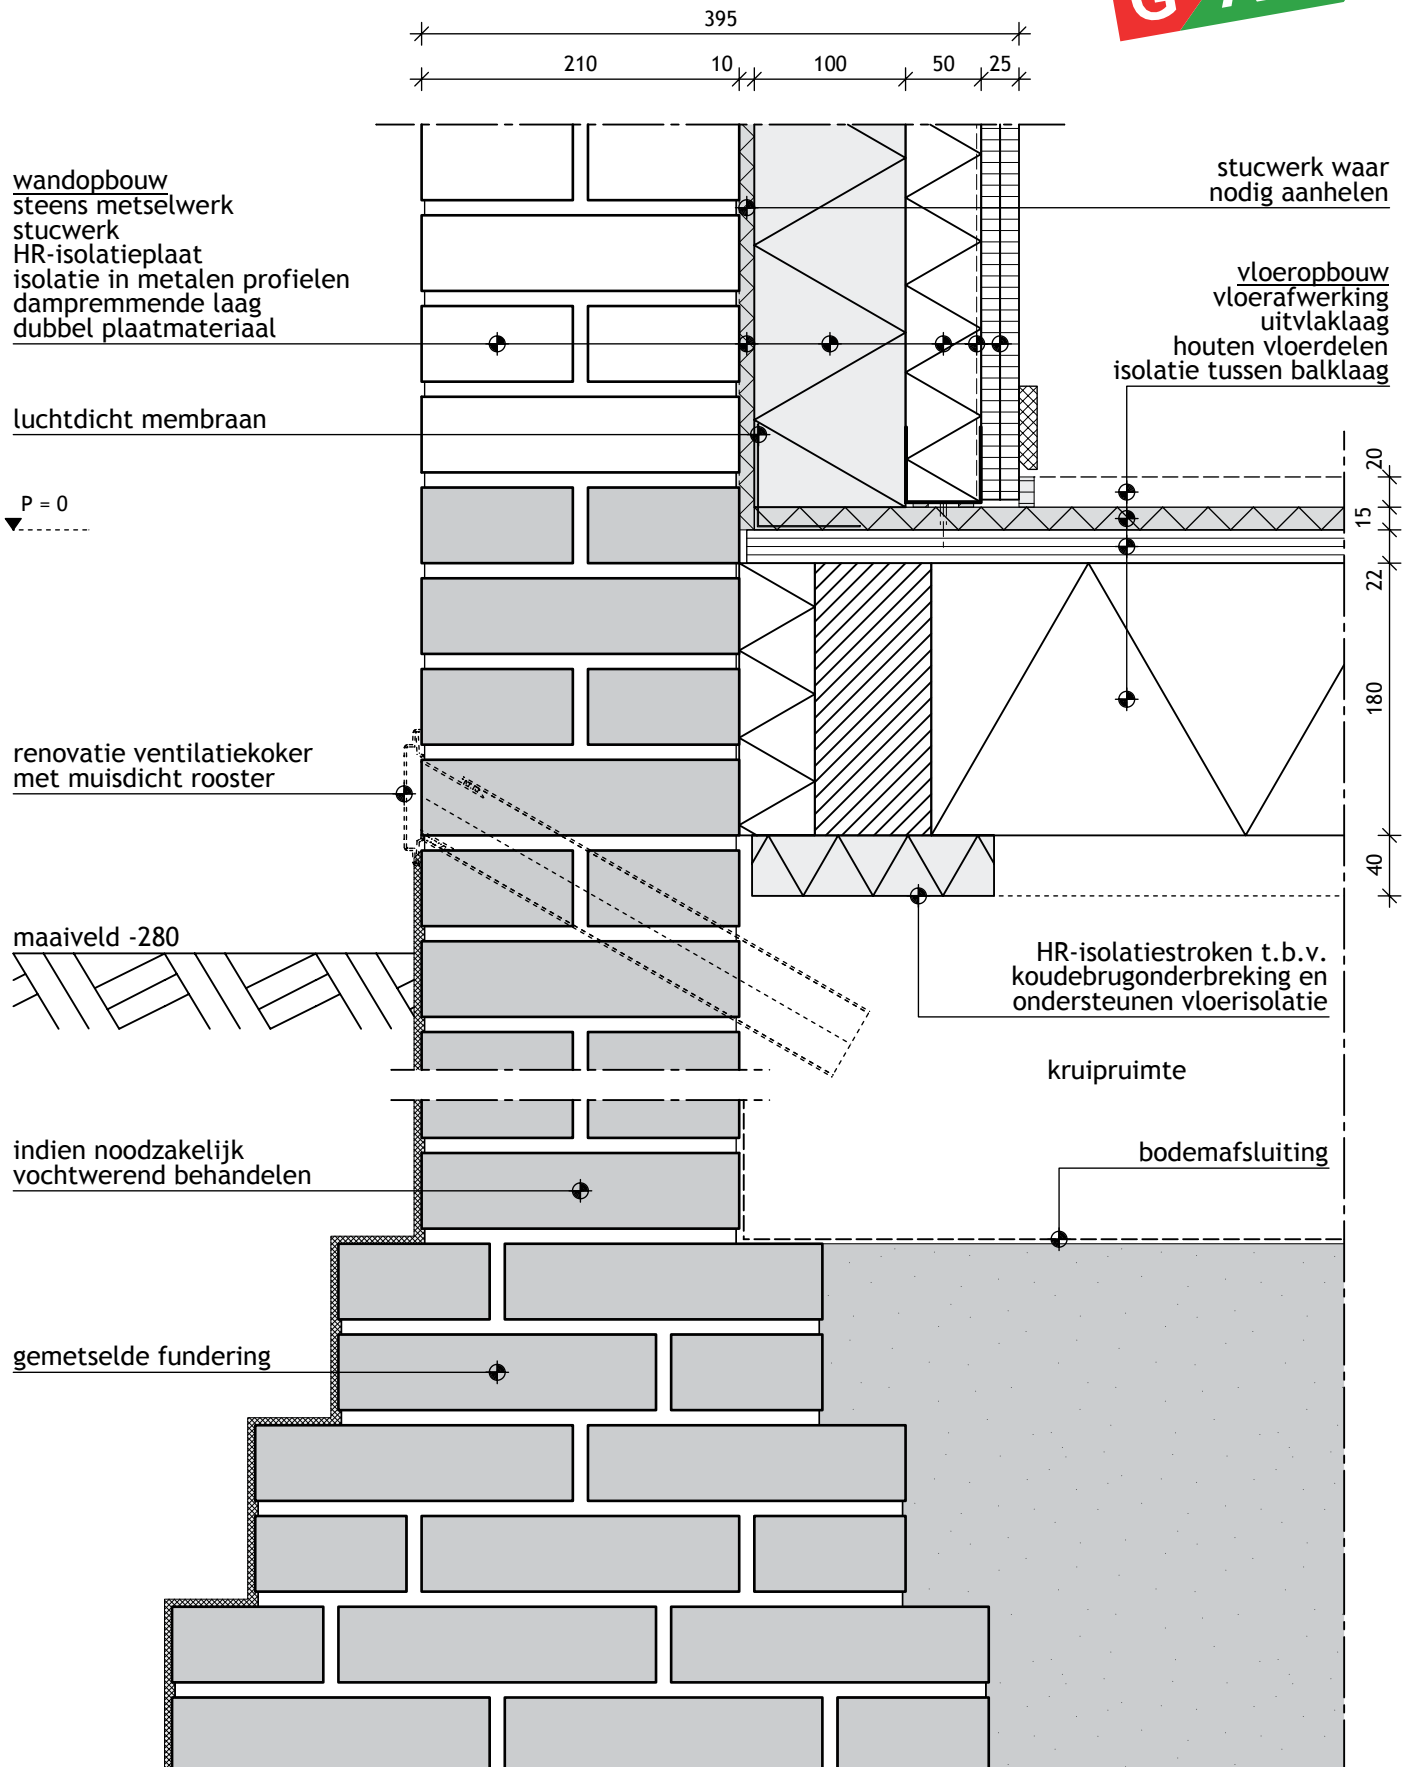 395
210
10
100
50
25
wandopbouw
steens metselwerk
stucwerk
HR-isolatieplaat
isolatie in metalen profielen
dampremmende laag
dubbel plaatmateriaal
stucwerk waar
nodig aanhelen
vloeropbouw
vloerafwerking
uitvlaklaag
houten vloerdelen
isolatie tussen balklaag
luchtdicht membraan
20
P = 0
15
22
180
renovatie ventilatiekoker
met muisdicht rooster
40
maaiveld -280
HR-isolatiestroken t.b.v.
koudebrugonderbreking en
ondersteunen vloerisolatie
kruipruimte
indien noodzakelijk
vochtwerend behandelen
bodemafsluiting
gemetselde fundering